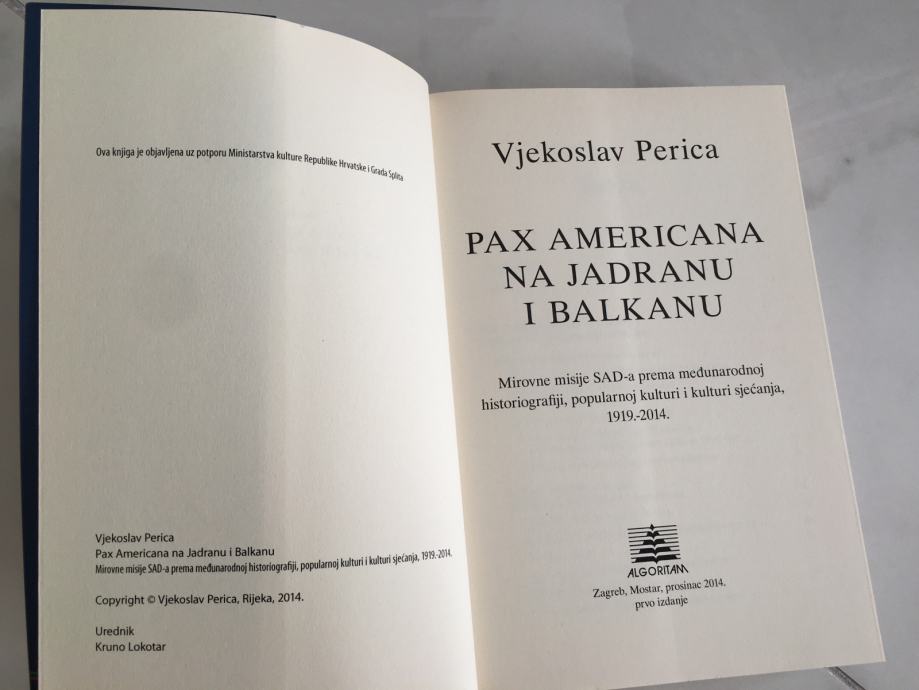 Ova knjiga je objavljena uz potporu Ministarstva kulture Republike Hrvatske i Grada Splita
Vjekoslav Perica
Pax Americana na Jadranu i Balkanu
Mirovne misije SAD-a prema međunarodnoj historiografiji, popularnoj kulturi i kulturi sjećanja, 1919.-2014.
Copyright © Vjekoslav Perica, Rijeka, 2014.
Urednik
Kruno Lokotar
Vjekoslav Perica
PAX AMERICANA
NA JADRANU
I BALKANU
Mirovne misije SAD-a prema međunarodnoj
historiografiji, popularnoj kulturi i kulturi sjećanja,
1919.-2014.
ALGORITAM
Zagreb, Mostar, prosinac 2014.
prvo izdanje